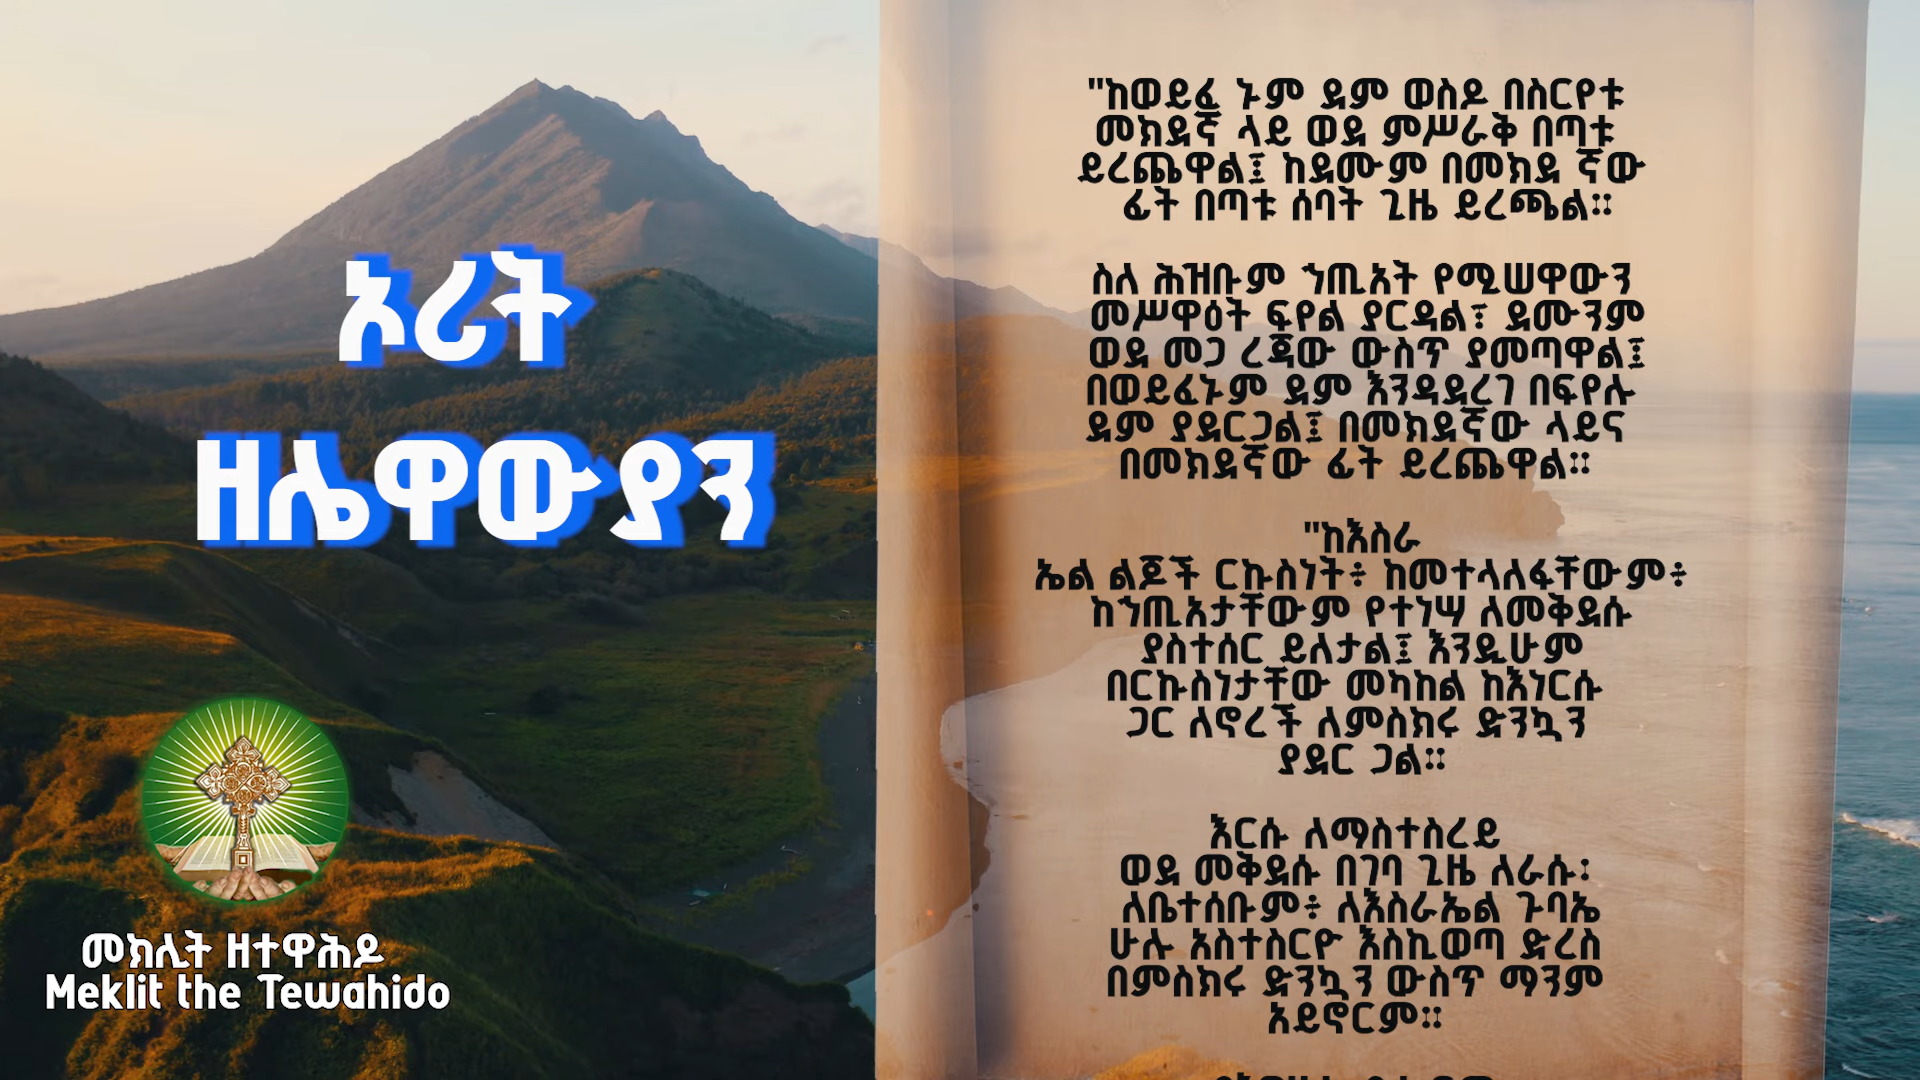 ኦሪት
ዘሌዋውያን
መክሊት ዘተዋሕዶ
Meklit the Tewahido
"ከወይፈ ኑም ደም ወስዶ በስርየቱ
መክደኛ ላይ ወደ ምሥራቅ በጣቱ
ይረጨዋል፤ ከደሙም በመክደ ኛው
ፊት በጣቱ ሰባት ጊዜ ይረጫል።
ስለ ሕዝቡም ኀጢአት የሚሠዋውን
መሥዋዕት ፍየል ያርዳል፣ ደሙንም
ወደ መጋ ረጃው ውስጥ ያመጣዋል፤
በወይፈኑም ደም እንዳደረገ በፍየሉ
ደም ያደርጋል፤ በመክደኛው ላይና
በመክደኛው ፊት ይረጨዋል።
"ከእስራ
ኤል ልጆች ርኩስነት፥ ከመተላለፋቸውም፥
ከኀጢአታቸውም የተነሣ ለመቅደሱ
ያስተሰር ይለታል፤ እንዲሁም
በርኩስነታቸው መካከል ከእነርሱ
ጋር ለኖረች ለምስክሩ ድንኳን
ያደር ጋል።
እርሱ ለማስተስረይ
ወደ መቅደሱ በገባ ጊዜ ለራሱ፤
ለቤተሰቡም፥ ለእስራኤል ጉባኤ
ሁሉ አስተስርዮ እስኪወጣ ድረስ
በምስክሩ ድንኳን ውስጥ ማንም
አይኖርም።